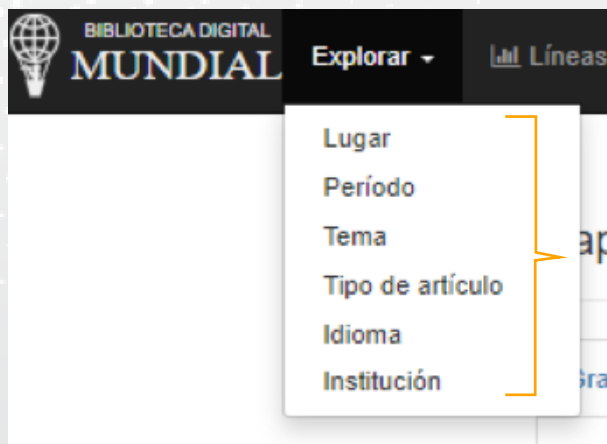 BIBLIOTECA DIGITAL
MUNDIAL
Explorar
Líneas
Lugar
Período
Tema
Tipo de artículo
Idioma
Institución